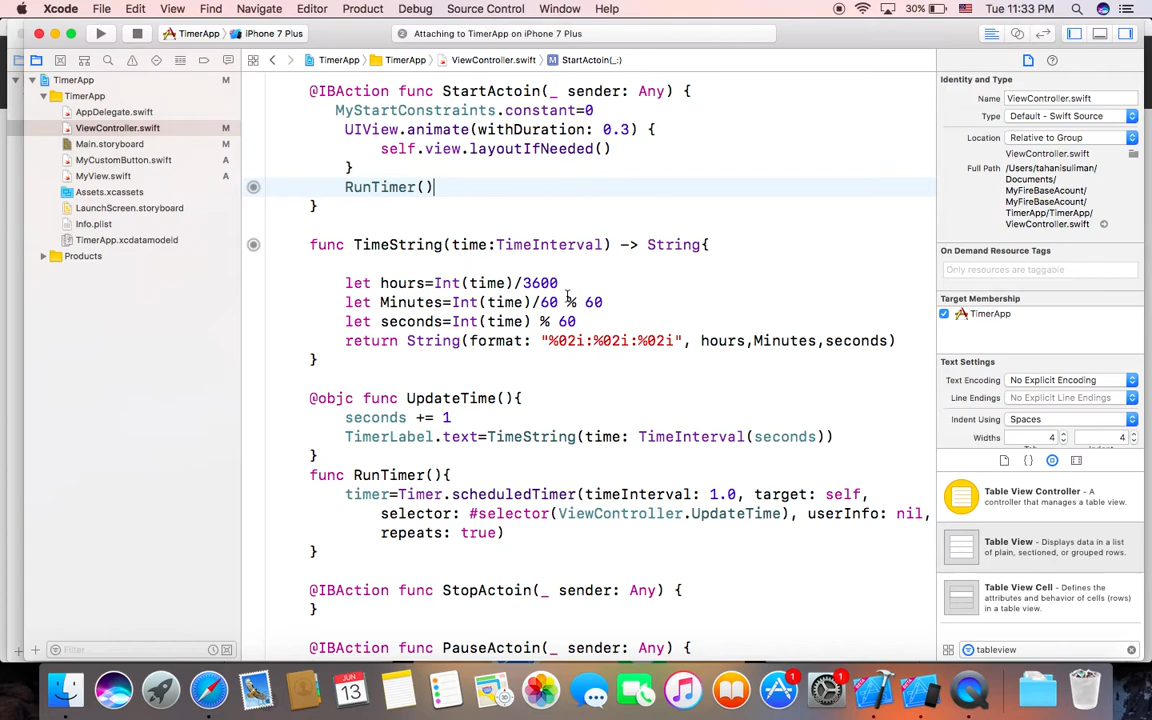 Xcode File Edit View Find Navigate Editor Product Debug Source Control Window Help 30% Tue 11:33 PM
TimerApp iPhone 7 Plus 2 Attaching to TimerApp on iPhone 7 Plus
TimerApp TimerApp ViewController.swift M StartActoin(_:)
TimerApp M
TimerApp
AppDelegate.swift
ViewController.swift M
Main.storyboard M
MyCustomButton.swift A
MyView.swift A
Assets.xcassets
LaunchScreen.storyboard
Info.plist
TimerApp.xcdatamodeld
Products
Filter
@IBAction func StartActoin(_ sender: Any) {
MyStartConstraints.constant=0
UIView.animate(withDuration: 0.3) {
self.view.layoutIfNeeded()
}
RunTimer()
}
func TimeString(time:TimeInterval) -> String{
let hours=Int(time)/3600
let Minutes=Int(time)/60 % 60
let seconds=Int(time) % 60
return String(format: "%02i:%02i:%02i", hours,Minutes,seconds)
}
@objc func UpdateTime(){
seconds += 1
TimerLabel.text=TimeString(time: TimeInterval(seconds))
}
func RunTimer(){
timer=Timer.scheduledTimer(timeInterval: 1.0, target: self,
selector: #selector(ViewController.UpdateTime), userInfo: nil,
repeats: true)
}
@IBAction func StopActoin(_ sender: Any) {
}
@IBAction func PauseActoin(_ sender: Any) {
Identity and Type
Name ViewController.swift
Type Default - Swift Source
Location Relative to Group
ViewController.swift
Full Path /Users/tahanisuliman/
Documents/
MyFireBaseAcount/
MyFireBaseAcount/
TimerApp/TimerApp/
ViewController.swift
On Demand Resource Tags
Only resources are taggable
Target Membership
TimerApp
Text Settings
Text Encoding No Explicit Encoding
Line Endings No Explicit Line Endings
Indent Using Spaces
Widths 4 4
Table View Controller - A
controller that manages a table view.
Table View - Displays data in a list
of plain, sectioned, or grouped rows.
Table View Cell - Defines the
attributes and behavior of cells (rows)
in a table view.
tableview
JUN
13
1
1